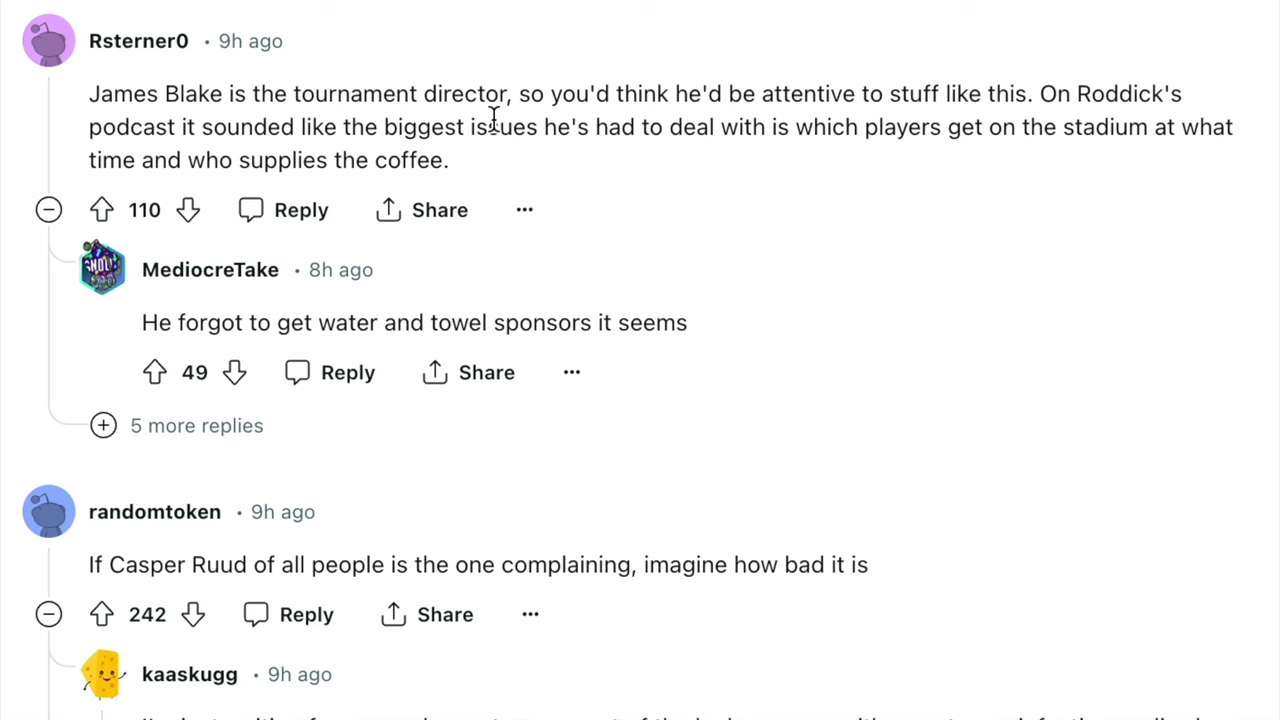 Rsterner0 • 9h ago
James Blake is the tournament director, so you'd think he'd be attentive to stuff like this. On Roddick's
podcast it sounded like the biggest issues he's had to deal with is which players get on the stadium at what
time and who supplies the coffee.
110 Reply Share ...
MediocreTake • 8h ago
He forgot to get water and towel sponsors it seems
49 Reply Share ...
5 more replies
randomtoken • 9h ago
If Casper Ruud of all people is the one complaining, imagine how bad it is
242 Reply Share ...
kaaskugg • 9h ago